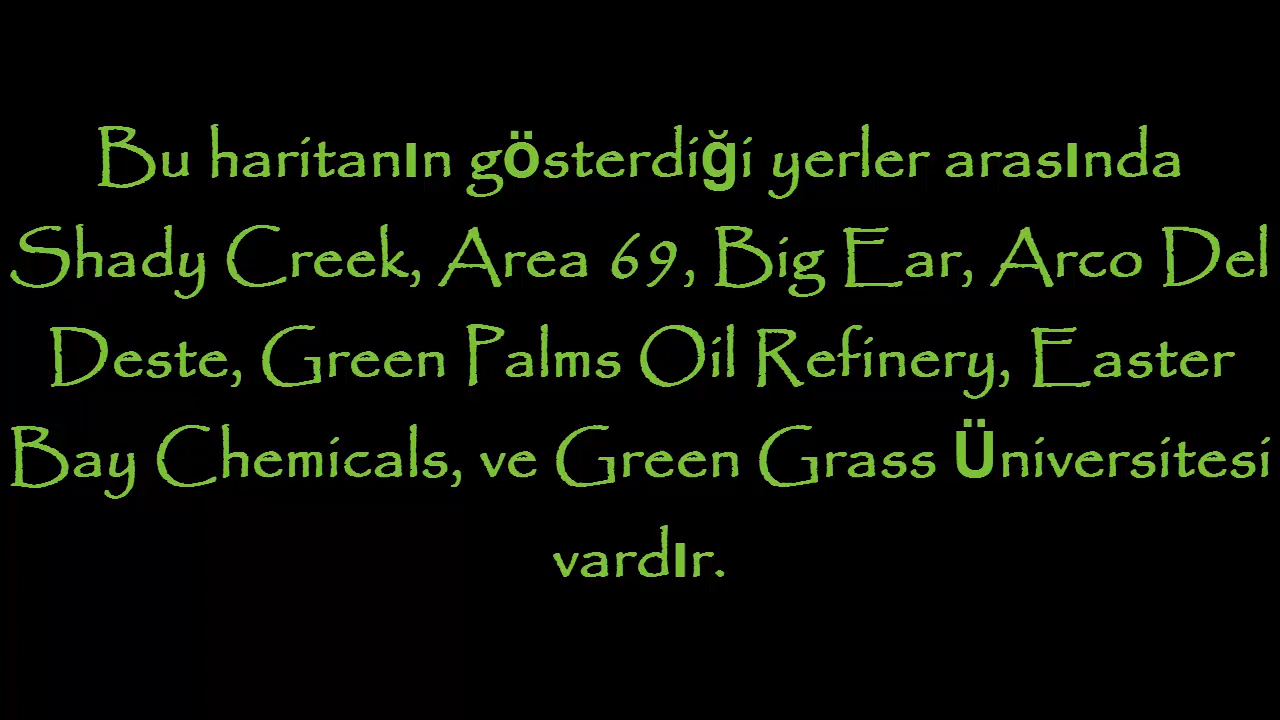 Bu haritanın gösterdiği yerler arasında
Shady Creek, Area 69, Big Ear, Arco Del
Deste, Green Palms Oil Refinery, Easter
Bay Chemicals, ve Green Grass Üniversitesi
vardır.